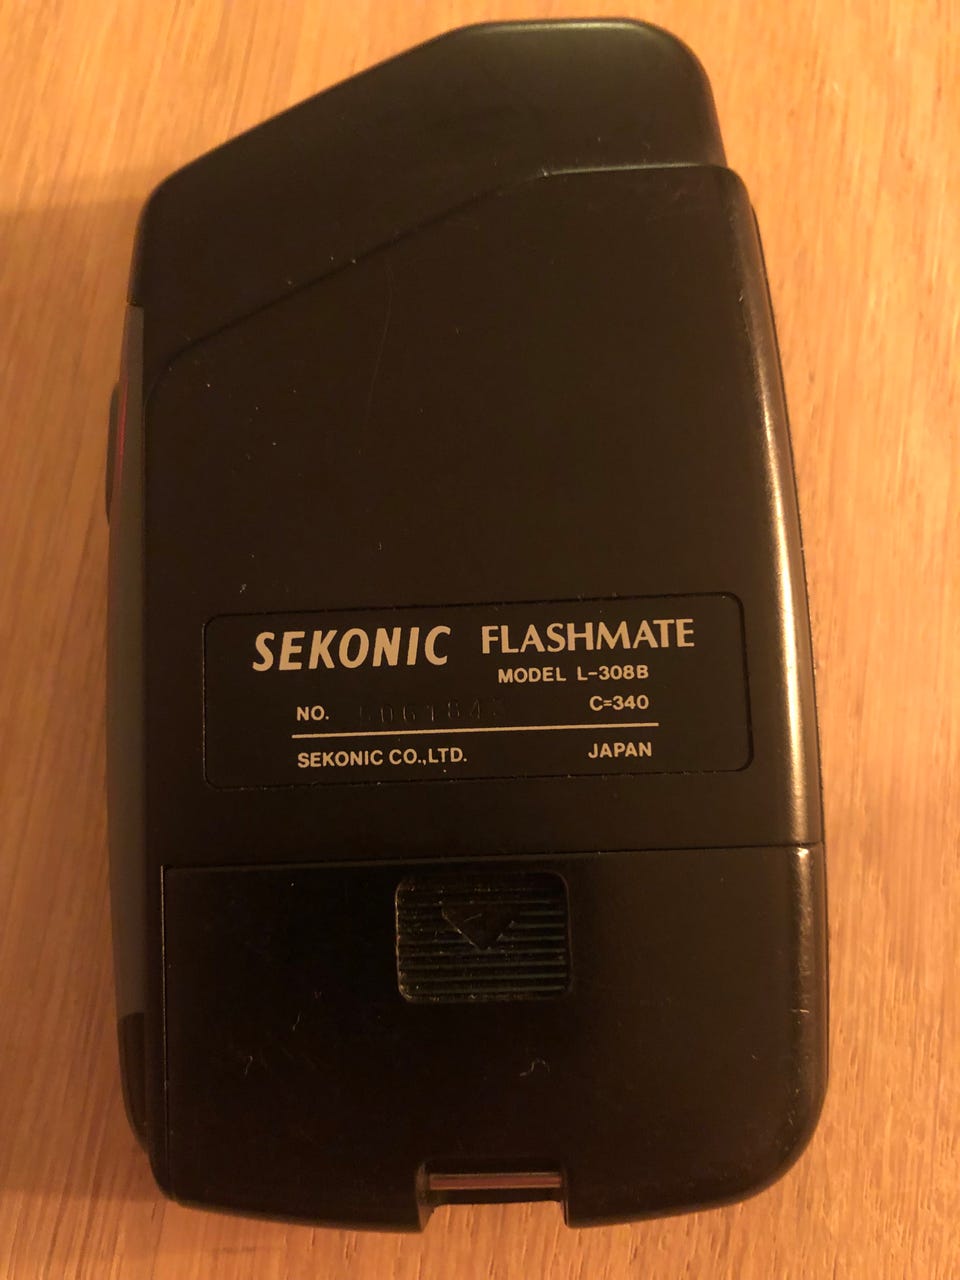 SEKONIC FLASHMATE
MODEL L-308B
NO. C=340
SEKONIC CO.,LTD. JAPAN